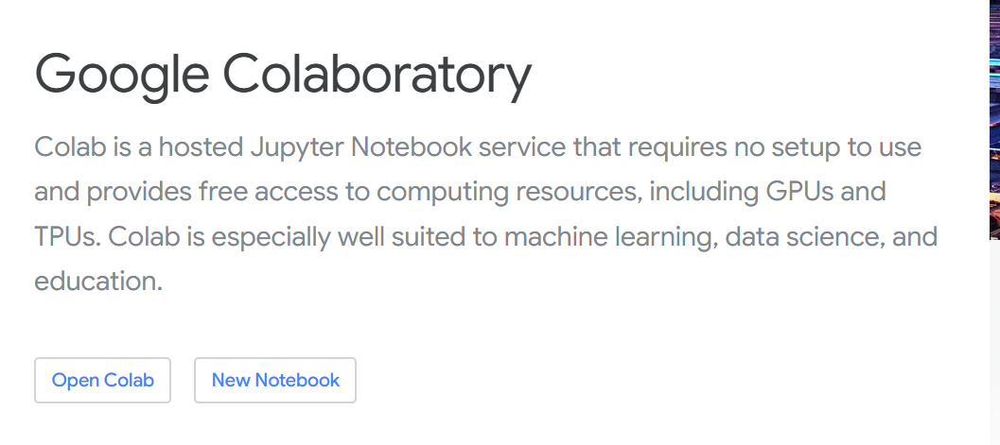 Google Colaboratory
Colab is a hosted Jupyter Notebook service that requires no setup to use
and provides free access to computing resources, including GPUs and
TPUs. Colab is especially well suited to machine learning, data science, and
education.
Open Colab
New Notebook